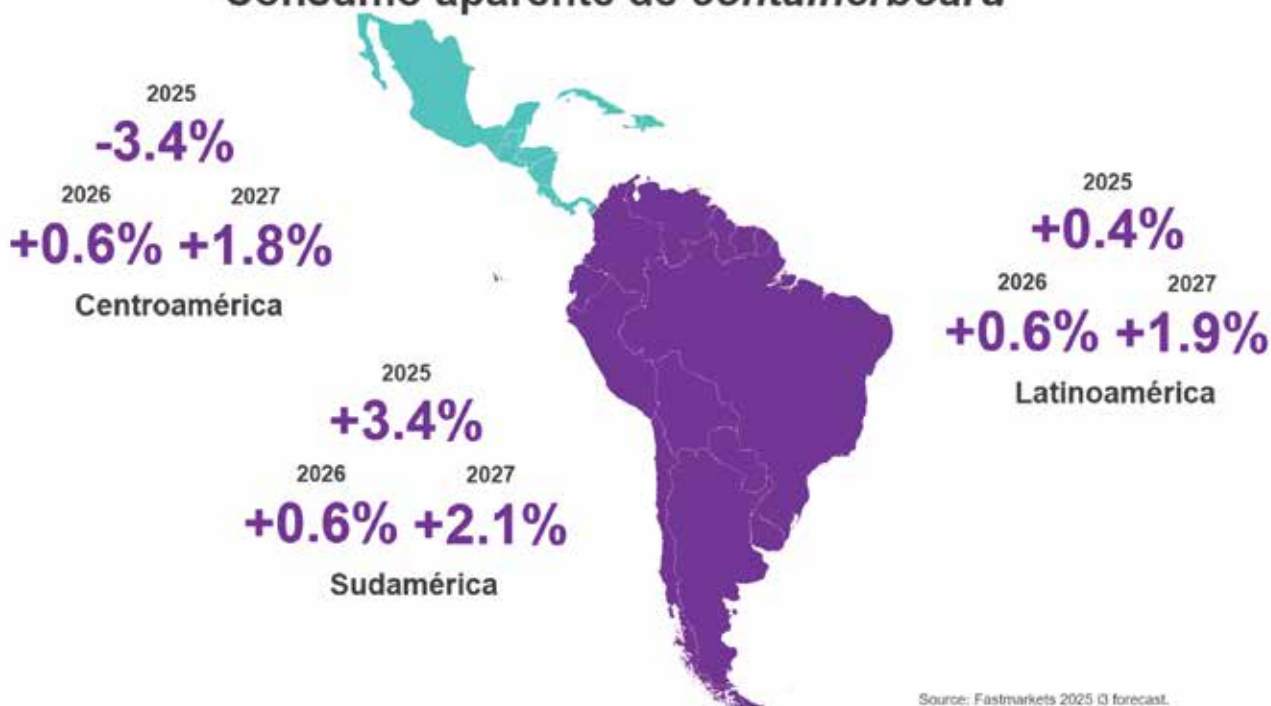 Consumo aparente de containerboard
2025
-3.4%
2026 2027
+0.6% +1.8%
Centroamérica
2025
+3.4%
2026 2027
+0.6% +2.1%
Sudamérica
2025
+0.4%
2026 2027
+0.6% +1.9%
Latinoamérica
Source: Fastmarkets 2025 i3 forecast.